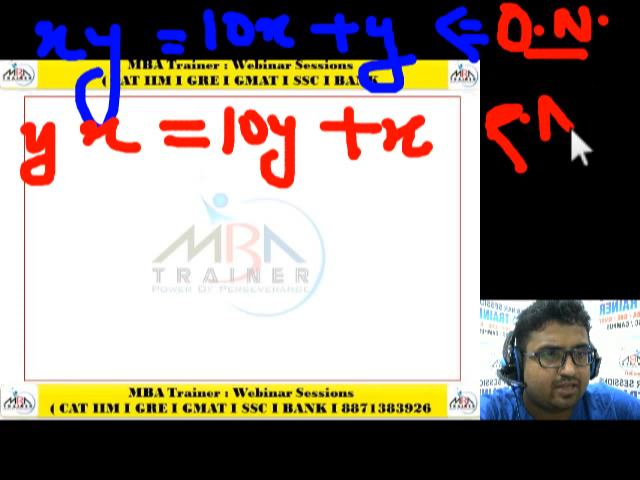 xy = 10x + y ⇐ O.N.
MBA Trainer : Webinar Sessions
( CAT IIM I GRE I GMAT I SSC I BANK
yx = 10y + x
MBA
TRAINER
POWER OF PERSEVERANCE
MBA Trainer : Webinar Sessions
( CAT IIM I GRE I GMAT I SSC I BANK I 8871383926